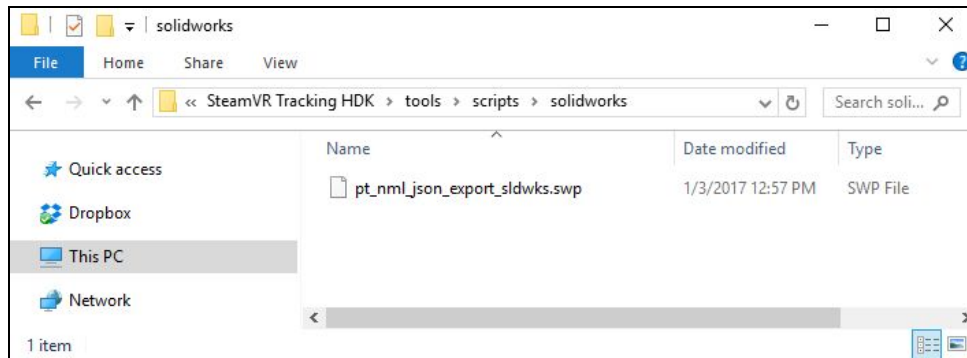 solidworks
File Home Share View
« SteamVR Tracking HDK > tools > scripts > solidworks Search soli...
Name Date modified Type
Quick access
pt_nml_json_export_sldwks.swp 1/3/2017 12:57 PM SWP File
Dropbox
This PC
Network
1 item